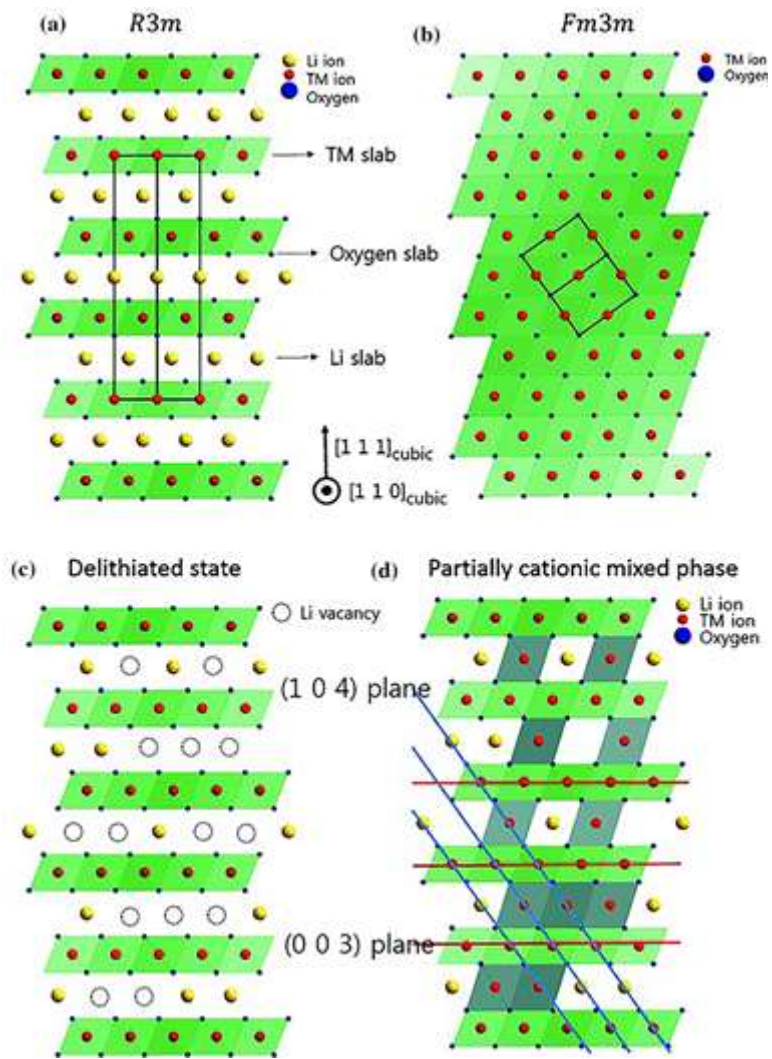 (a) R3m
Li ion
TM ion
Oxygen
TM slab
Oxygen slab
Li slab
(b) Fm3m
TM ion
Oxygen
[1 1 1]cubic
[1 1 0]cubic
(c) Delithiated state
Li vacancy
(d) Partially cationic mixed phase
Li ion
TM ion
Oxygen
(1 0 4) plane
(0 0 3) plane